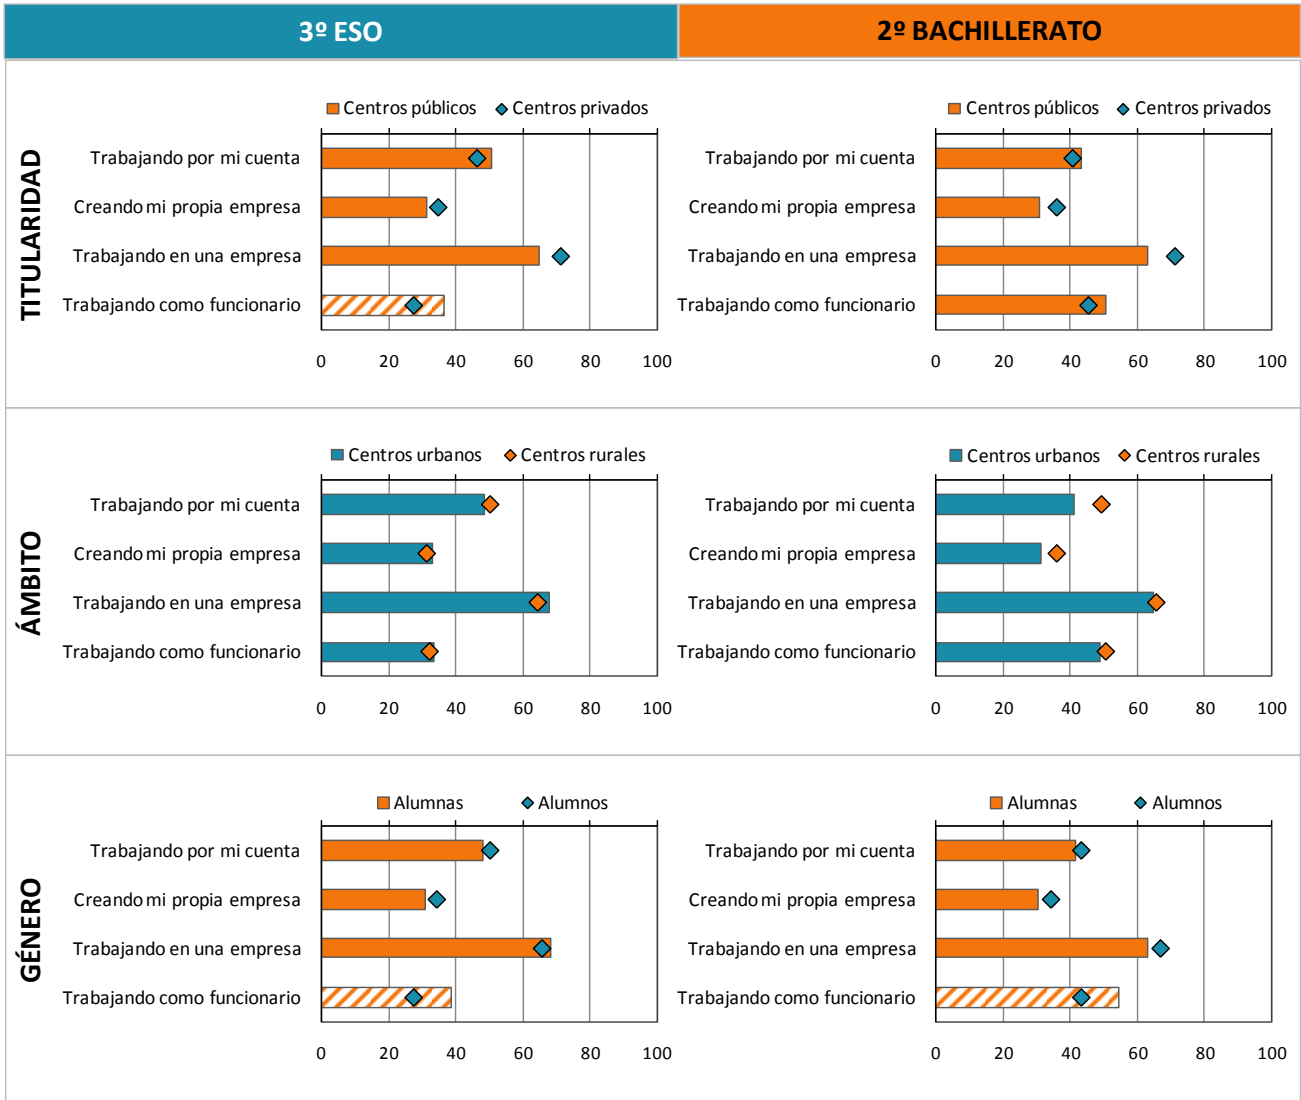 3º ESO
2º BACHILLERATO
TITULARIDAD
Centros públicos Centros privados
Trabajando por mi cuenta
Creando mi propia empresa
Trabajando en una empresa
Trabajando como funcionario
0 20 40 60 80 100
Centros públicos Centros privados
Trabajando por mi cuenta
Creando mi propia empresa
Trabajando en una empresa
Trabajando como funcionario
0 20 40 60 80 100
ÁMBITO
Centros urbanos Centros rurales
Trabajando por mi cuenta
Creando mi propia empresa
Trabajando en una empresa
Trabajando como funcionario
0 20 40 60 80 100
Centros urbanos Centros rurales
Trabajando por mi cuenta
Creando mi propia empresa
Trabajando en una empresa
Trabajando como funcionario
0 20 40 60 80 100
GÉNERO
Alumnas Alumnos
Trabajando por mi cuenta
Creando mi propia empresa
Trabajando en una empresa
Trabajando como funcionario
0 20 40 60 80 100
Alumnas Alumnos
Trabajando por mi cuenta
Creando mi propia empresa
Trabajando en una empresa
Trabajando como funcionario
0 20 40 60 80 100